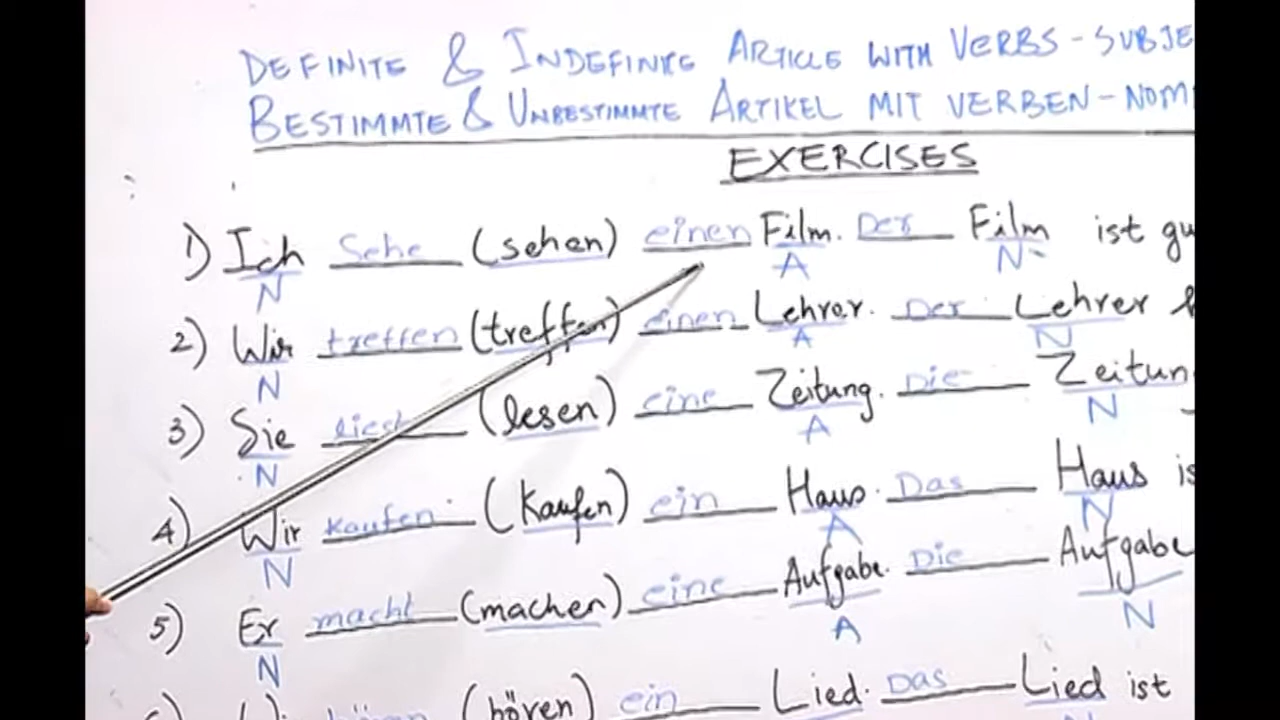 DEFINITE & INDEFINITE ARTICLE WITH VERBS - SUBJE
BESTIMMTE & UNBESTIMMTE ARTIKEL MIT VERBEN - NOM
EXERCISES
1) Ich sehe (sehen) einen Film. Der Film ist gu
N A N
2) Wir treffen (treffen) einen Lehrer. Der Lehrer
N A N
3) Sie liest (lesen) eine Zeitung. Die Zeitun
N A N
4) Wir kaufen (kaufen) ein Haus. Das Haus is
N A N
5) Er macht (machen) eine Aufgabe. Die Aufgabe
N A N
hören (hören) ein Lied. Das Lied ist